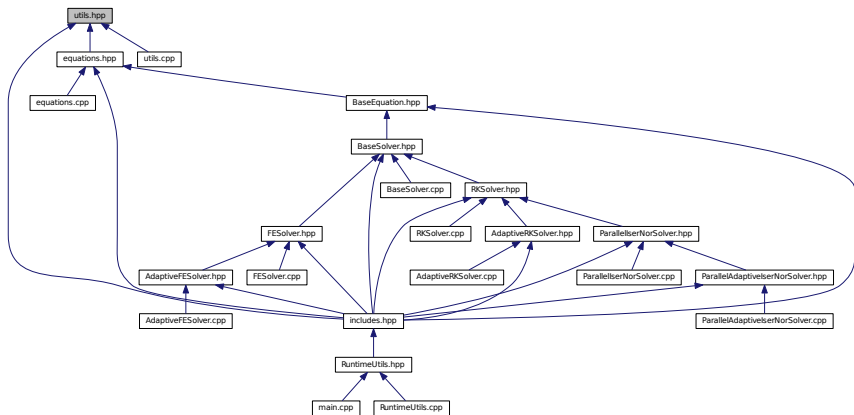 utils.hpp
equations.hpp
utils.cpp
equations.cpp
BaseEquation.hpp
BaseSolver.hpp
BaseSolver.cpp
RKSolver.hpp
FESolver.hpp
RKSolver.cpp
AdaptiveRKSolver.hpp
ParallelIserNorSolver.hpp
AdaptiveFESolver.hpp
FESolver.cpp
AdaptiveRKSolver.cpp
ParallelIserNorSolver.cpp
ParallelAdaptiveIserNorSolver.hpp
AdaptiveFESolver.cpp
includes.hpp
ParallelAdaptiveIserNorSolver.cpp
RuntimeUtils.hpp
main.cpp
RuntimeUtils.cpp